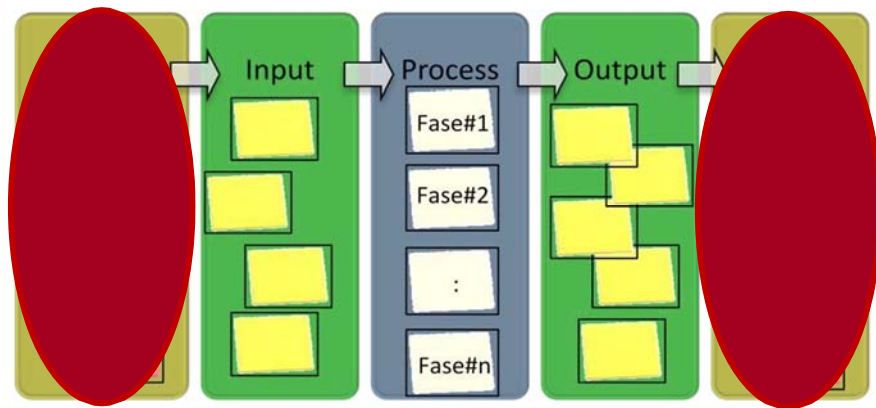 Input
Process
Output
Fase#1
Fase#2
:
Fase#n